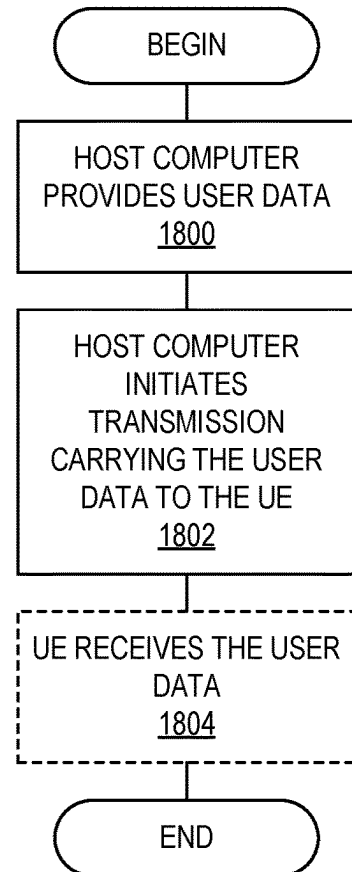 BEGIN
HOST COMPUTER
PROVIDES USER DATA
1800
HOST COMPUTER
INITIATES
TRANSMISSION
CARRYING THE USER
DATA TO THE UE
1802
UE RECEIVES THE USER
DATA
1804
END